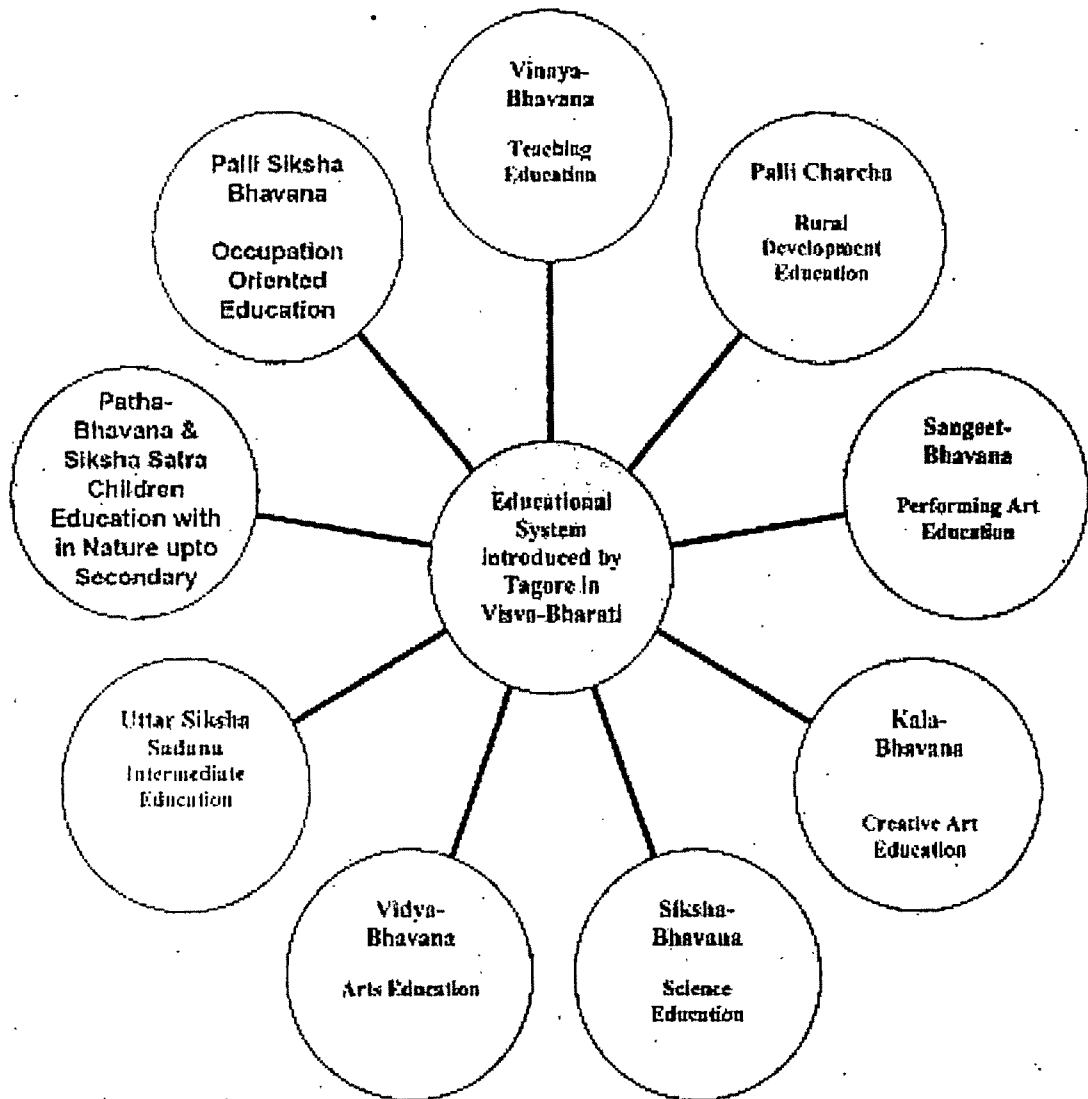 Vinaya-
Bhavana
Teaching
Education
Palli Charcha
Rural
Development
Education
Sangeet-
Bhavana
Performing Art
Education
Kala-
Bhavana
Creative Art
Education
Siksha-
Bhavana
Science
Education
Vidya-
Bhavana
Arts Education
Uttar Siksha
Sadana
Intermediate
Education
Patha-
Bhavana &
Siksha Satra
Children
Education with
in Nature upto
Secondary
Palli Siksha
Bhavana
Occupation
Oriented
Education
Educational
System
introduced by
Tagore in
Visva-Bharati